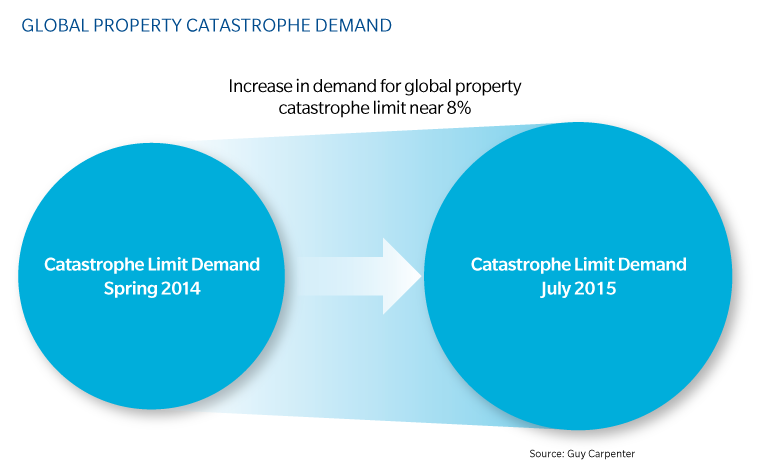 GLOBAL PROPERTY CATASTROPHE DEMAND
Increase in demand for global property
catastrophe limit near 8%
Catastrophe Limit Demand
Spring 2014
Catastrophe Limit Demand
July 2015
Source: Guy Carpenter